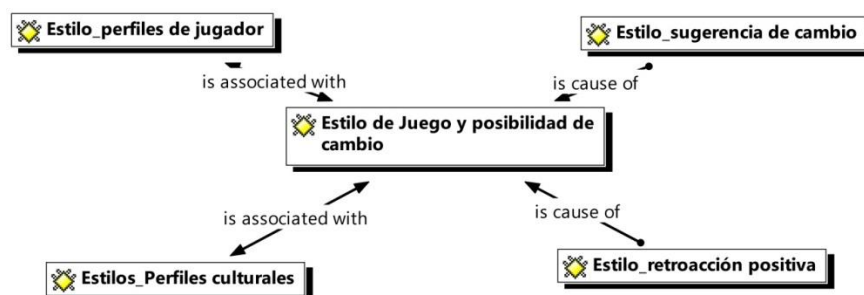 Estilo_perfiles de jugador
Estilo_sugerencia de cambio
is associated with
is cause of
Estilo de Juego y posibilidad de
cambio
is associated with
is cause of
Estilos_Perfiles culturales
Estilo_retroacción positiva